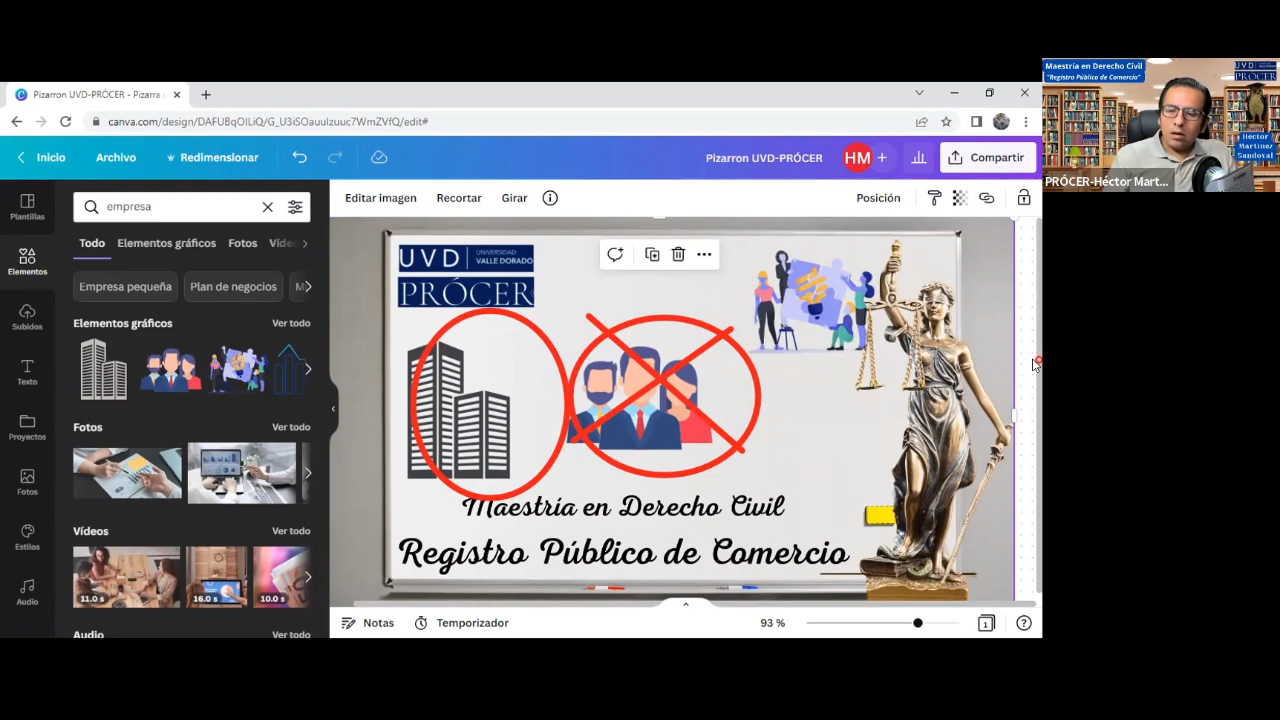 Pizarron UVD-PRÓCER - Pizarra
canva.com/design/DAFUBqOlLiQ/G_U3iSOauulzuuc7WmZVfQ/edit#
Inicio
Archivo
Redimensionar
Pizarron UVD-PRÓCER
HM
Compartir
Plantillas
Elementos
Subidos
Texto
Proyectos
Fotos
Estilos
Audio
empresa
Todo
Elementos gráficos
Fotos
Víde
Empresa pequeña
Plan de negocios
M
Elementos gráficos
Ver todo
Fotos
Ver todo
Vídeos
Ver todo
11.0 s
16.0 s
10.0 s
Audio
Ver todo
Editar imagen
Recortar
Girar
Posición
UVD
UNIVERSIDAD
VALLE DORADO
PRÓCER
Maestría en Derecho Civil
Registro Público de Comercio
Notas
Temporizador
93 %
1
Maestría en Derecho Civil
"Registro Público de Comercio"
UVD
PRÓCER
Héctor
Martínez
Sandoval
PRÓCER-Héctor Mart...